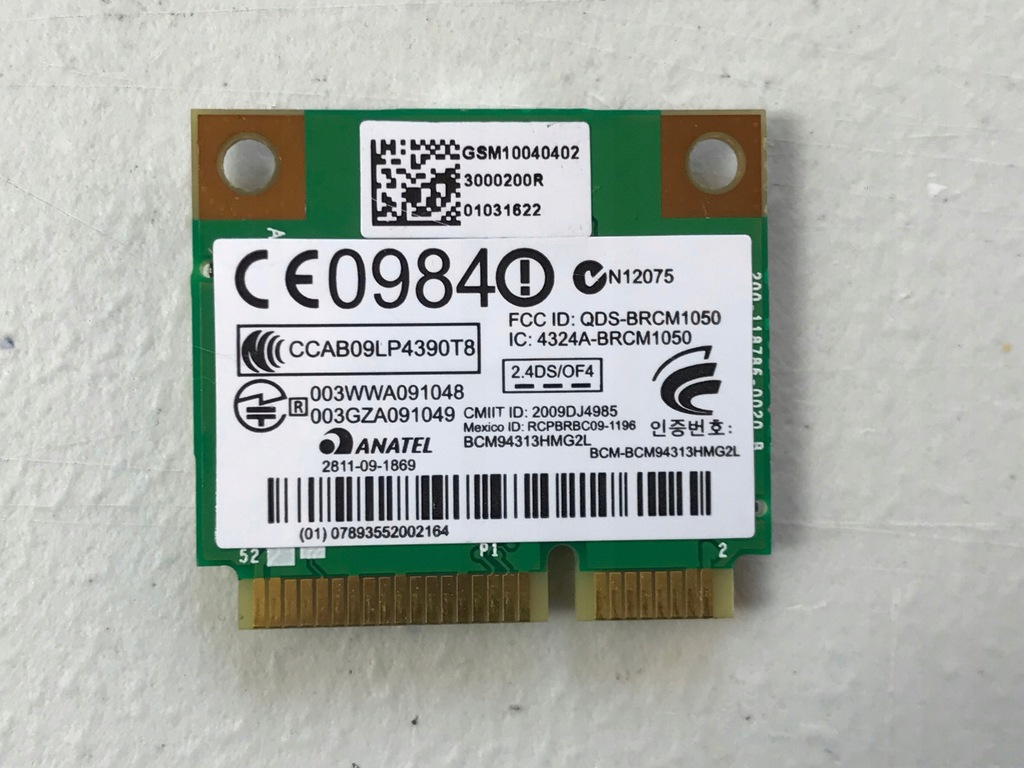 GSM10040402
3000200R
01031622
CE0984
N12075
FCC ID: QDS-BRCM1050
IC: 4324A-BRCM1050
CCAB09LP4390T8
2.4DS/OF4
R 003WWA091048
003GZA091049
CMIIT ID: 2009DJ4985
Mexico ID: RCPBRBC09-1196
BCM94313HMG2L
인증번호:
BCM-BCM94313HMG2L
ANATEL
2811-09-1869
(01) 07893552002164
52
P1
2